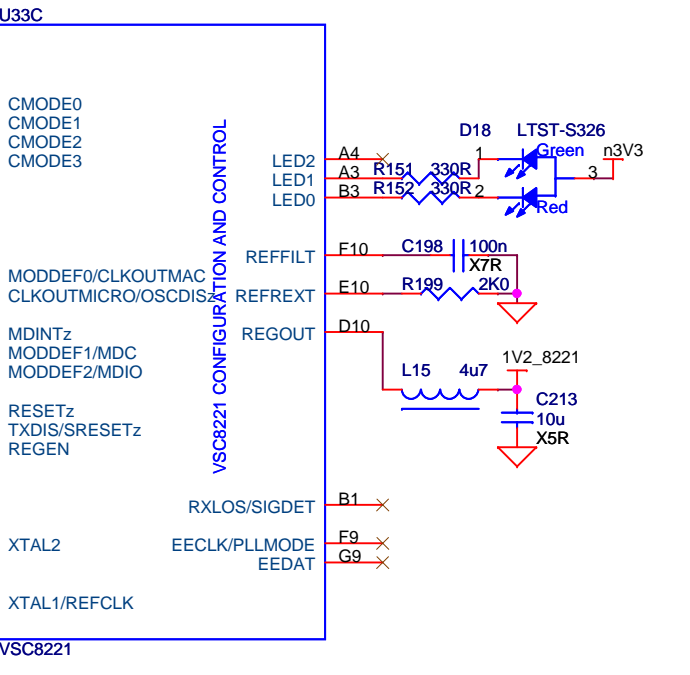 U33C
CMODE0
CMODE1
CMODE2
CMODE3
MODDEF0/CLKOUTMAC
CLKOUTMICRO/OSCDISz
MDINTz
MODDEF1/MDC
MODDEF2/MDIO
RESETz
TXDIS/SRESETz
REGEN
XTAL2
XTAL1/REFCLK
VSC8221 CONFIGURATION AND CONTROL
LED2
LED1
LED0
REFFILT
REFREXT
REGOUT
RXLOS/SIGDET
EECLK/PLLMODE
EEDAT
A4
A3
B3
F10
E10
D10
B1
F9
G9
D18 LTST-S326
R151 330R 1 Green
n3V3
3
R152 330R 2 Red
C198 100n
X7R
R199 2K0
1V2_8221
L15 4u7
C213
10u
X5R
VSC8221